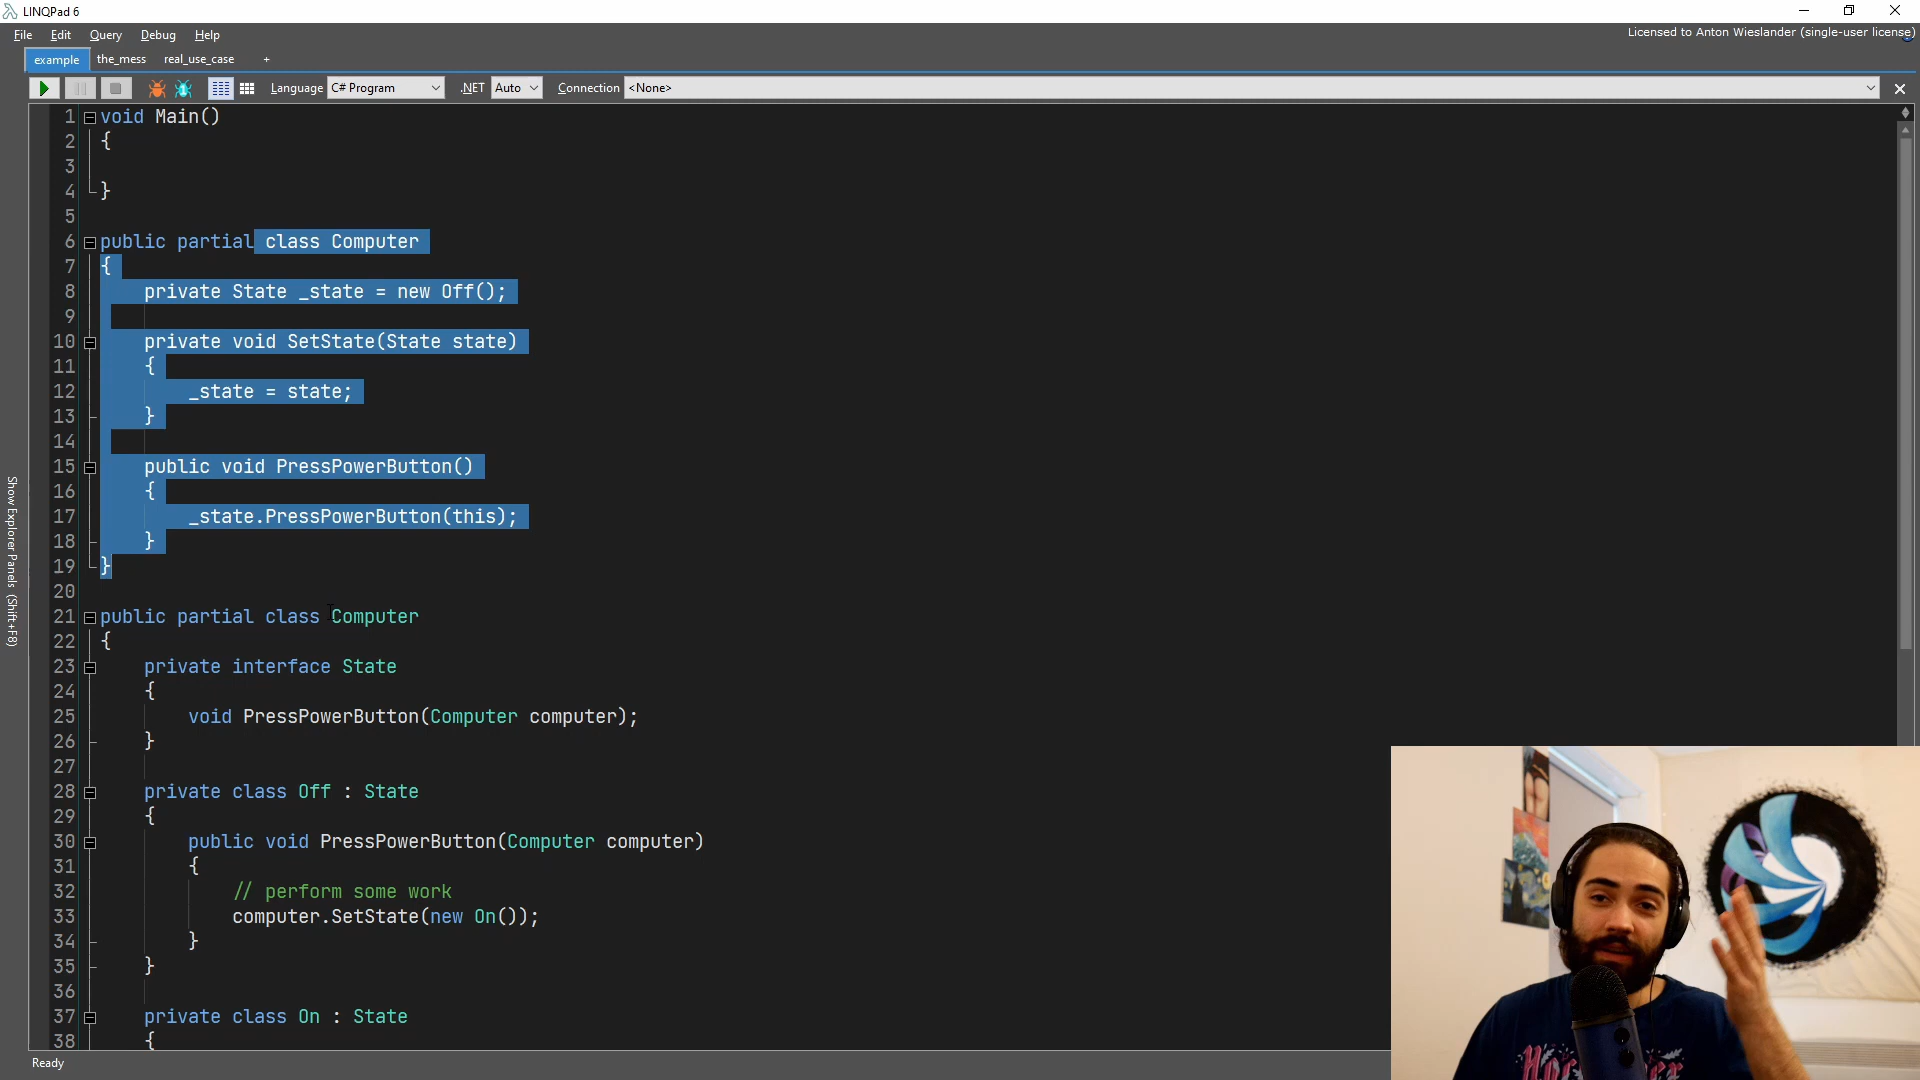 LINQPad 6
File Edit Query Debug Help
Licensed to Anton Wieslander (single-user license)
example the_mess real_use_case +
Language C# Program .NET Auto Connection <None>
1 void Main()
2 {
3
4 }
5
6 public partial class Computer
7 {
8 private State _state = new Off();
9
10 private void SetState(State state)
11 {
12 _state = state;
13 }
14
15 public void PressPowerButton()
16 {
17 _state.PressPowerButton(this);
18 }
19 }
20
21 public partial class Computer
22 {
23 private interface State
24 {
25 void PressPowerButton(Computer computer);
26 }
27
28 private class Off : State
29 {
30 public void PressPowerButton(Computer computer)
31 {
32 // perform some work
33 computer.SetState(new On());
34 }
35 }
36
37 private class On : State
38 {
Show Explorer Panels (Shift+F8)
Ready